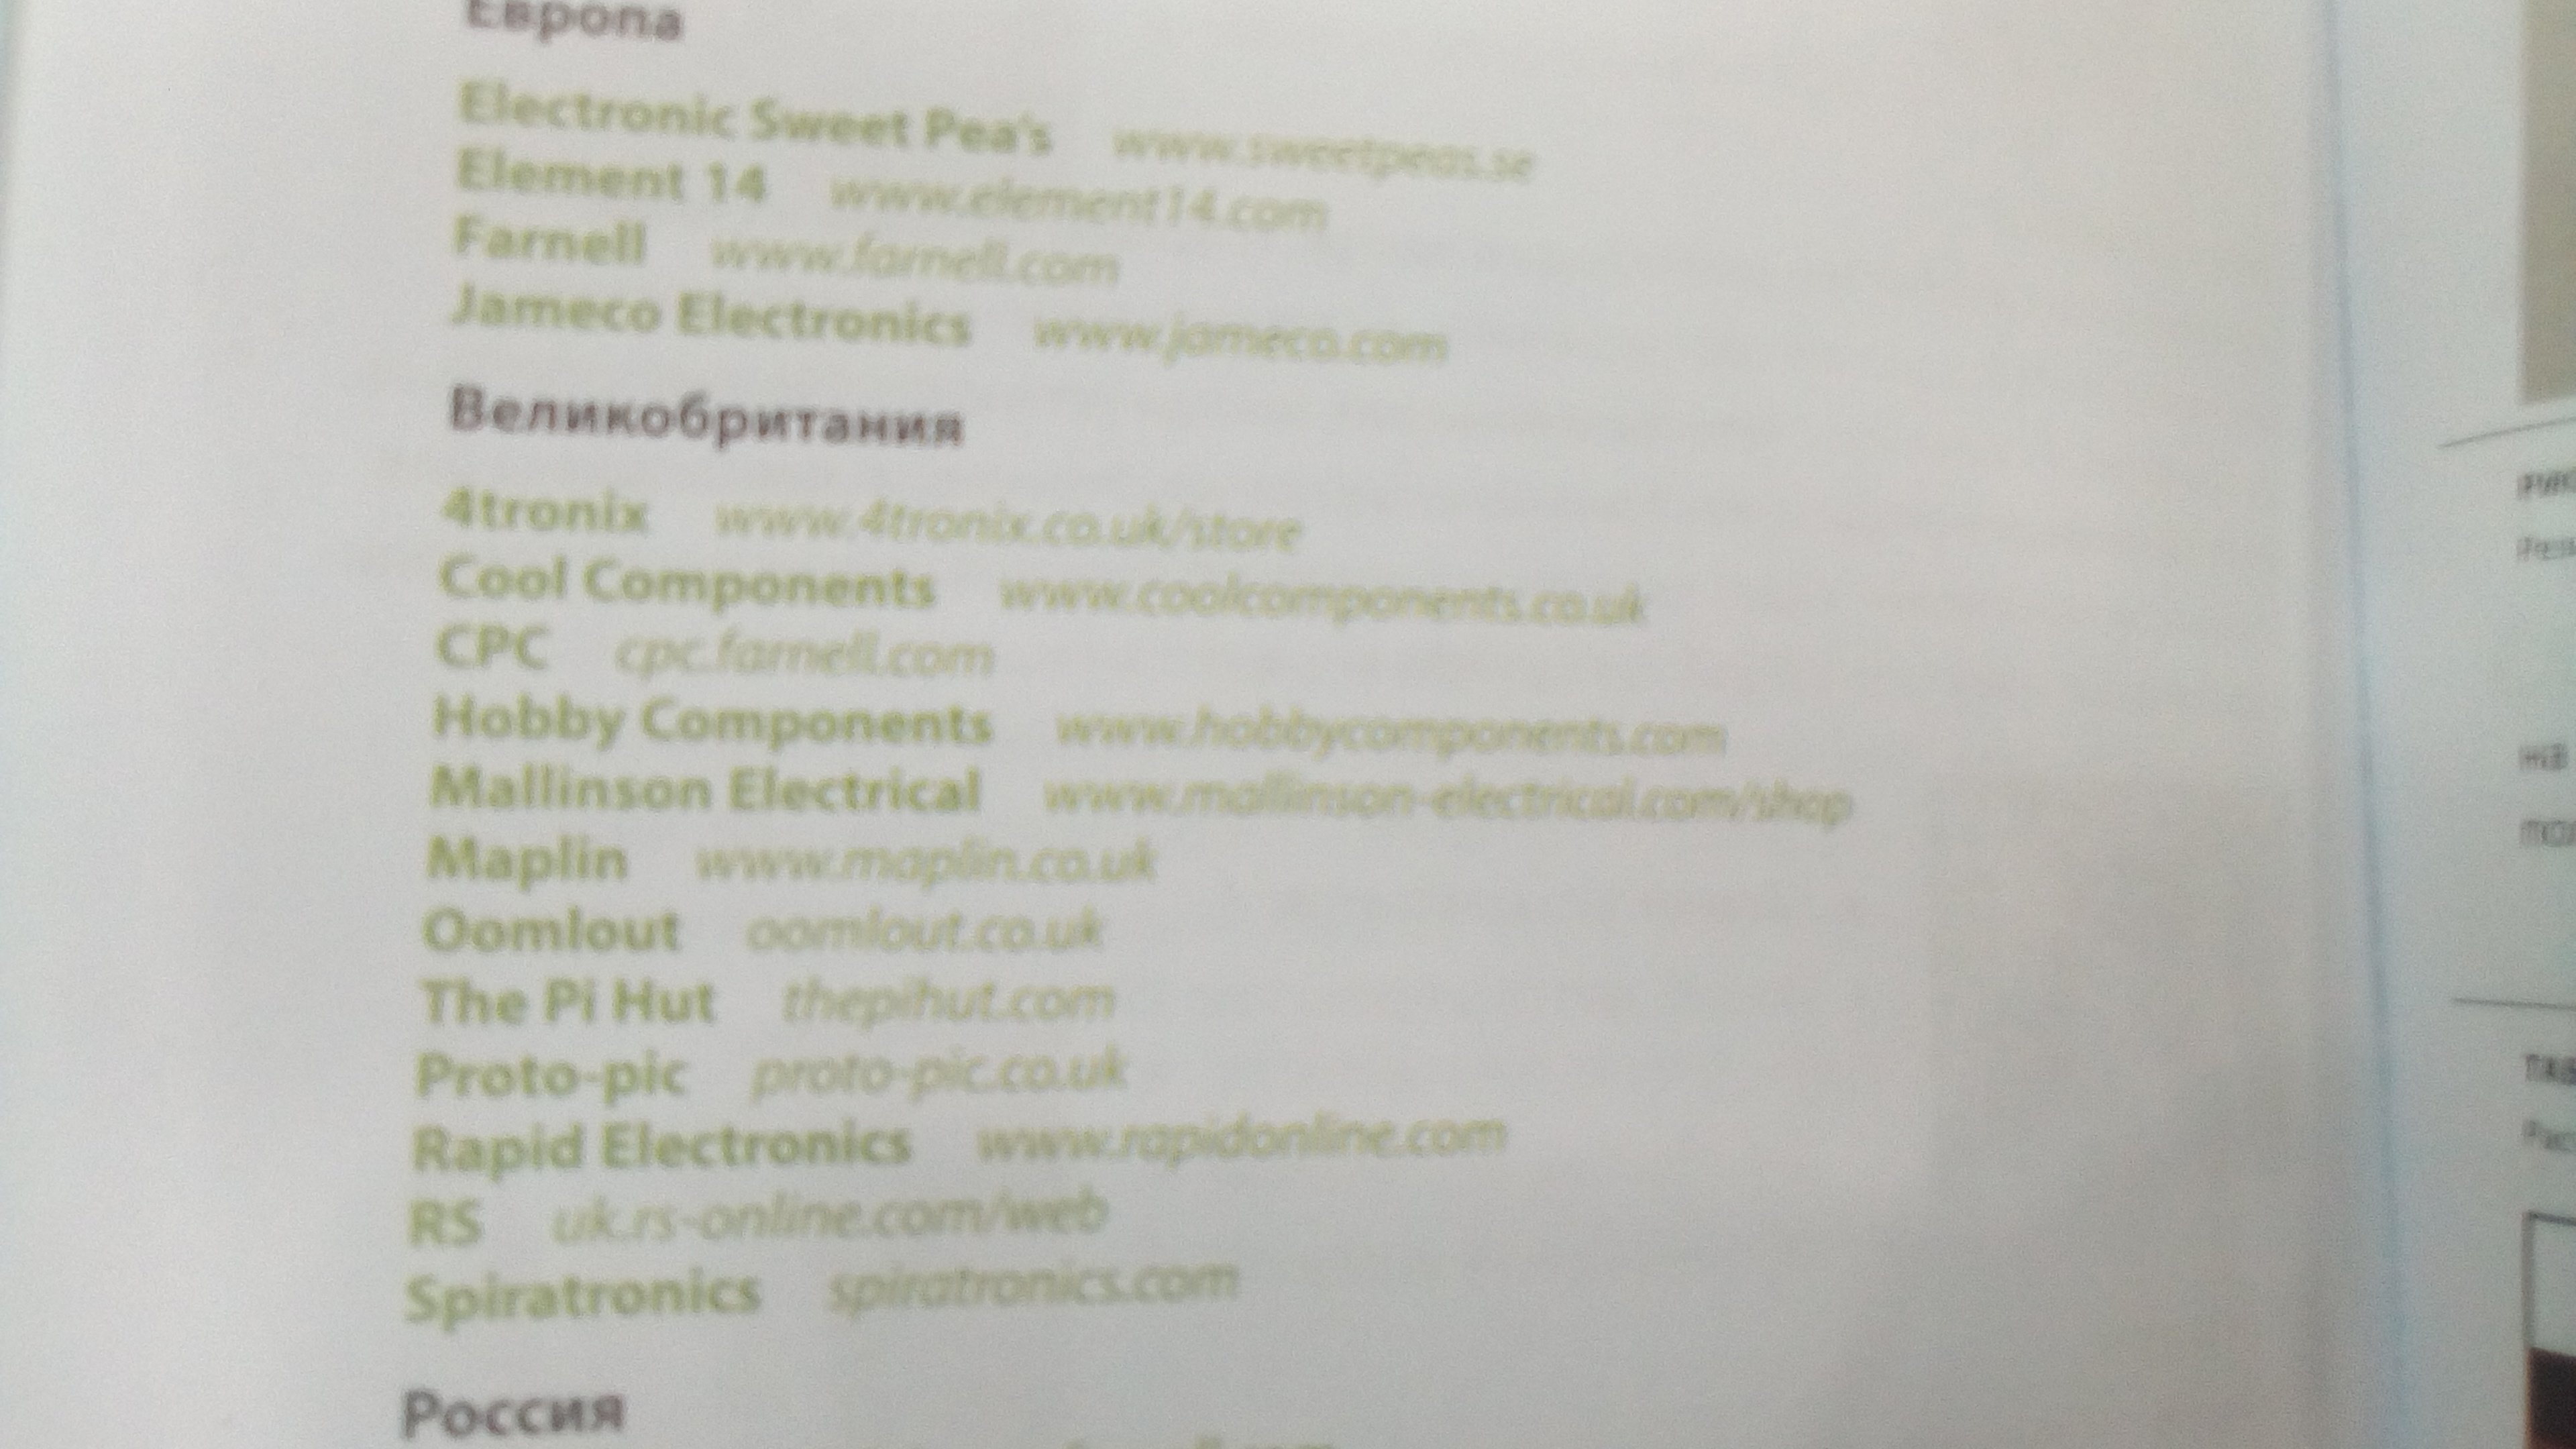 Европа
Electronic Sweet Pea's www.sweetpeas.se
Element 14 www.element14.com
Farnell www.farnell.com
Jameco Electronics www.jameco.com
Великобритания
4tronix www.4tronix.co.uk/store
Cool Components www.coolcomponents.co.uk
CPC cpc.farnell.com
Hobby Components www.hobbycomponents.com
Mallinson Electrical www.mallinson-electrical.com/shop
Maplin www.maplin.co.uk
Oomlout oomlout.co.uk
The Pi Hut thepihut.com
Proto-pic proto-pic.co.uk
Rapid Electronics www.rapidonline.com
RS uk.rs-online.com/web
Spiratronics spiratronics.com
Россия
на